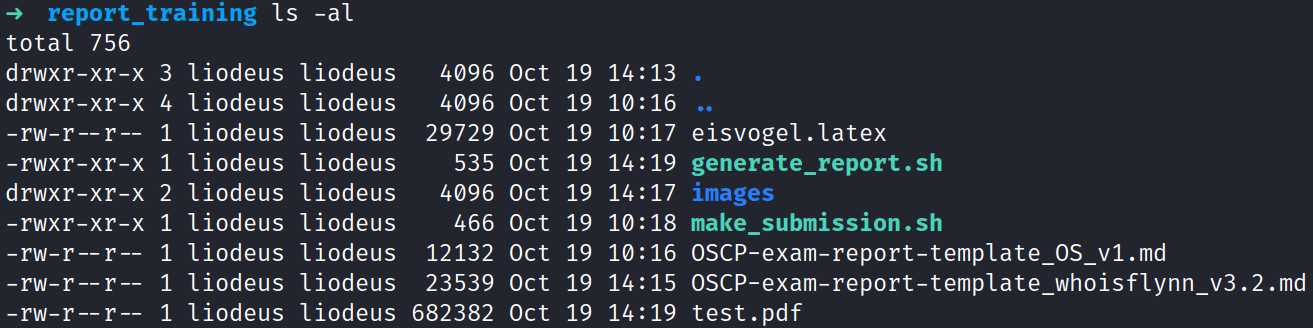 ➜  report_training ls -al
total 756
drwxr-xr-x 3 liodeus liodeus   4096 Oct 19 14:13 .
drwxr-xr-x 4 liodeus liodeus   4096 Oct 19 10:16 ..
-rw-r--r-- 1 liodeus liodeus  29729 Oct 19 10:17 eisvogel.latex
-rwxr-xr-x 1 liodeus liodeus    535 Oct 19 14:19 generate_report.sh
drwxr-xr-x 2 liodeus liodeus   4096 Oct 19 14:17 images
-rwxr-xr-x 1 liodeus liodeus    466 Oct 19 10:18 make_submission.sh
-rw-r--r-- 1 liodeus liodeus  12132 Oct 19 10:16 OSCP-exam-report-template_OS_v1.md
-rw-r--r-- 1 liodeus liodeus  23539 Oct 19 14:15 OSCP-exam-report-template_whoisflynn_v3.2.md
-rw-r--r-- 1 liodeus liodeus 682382 Oct 19 14:19 test.pdf